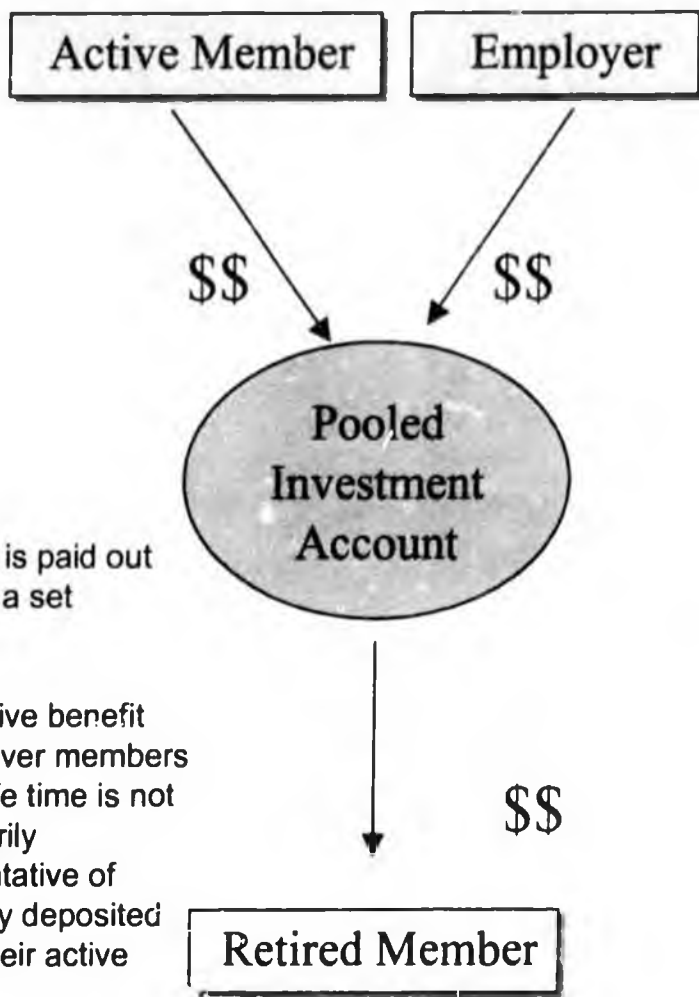 Active Member
Employer
$$
$$
Pooled
Investment
Account
is paid out
a set
ive benefit
ver members
e time is not
rily
tative of
y deposited
eir active
$$
Retired Member